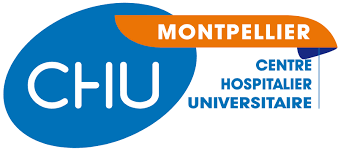 MONTPELLIER
CHU
CENTRE
HOSPITALIER
UNIVERSITAIRE